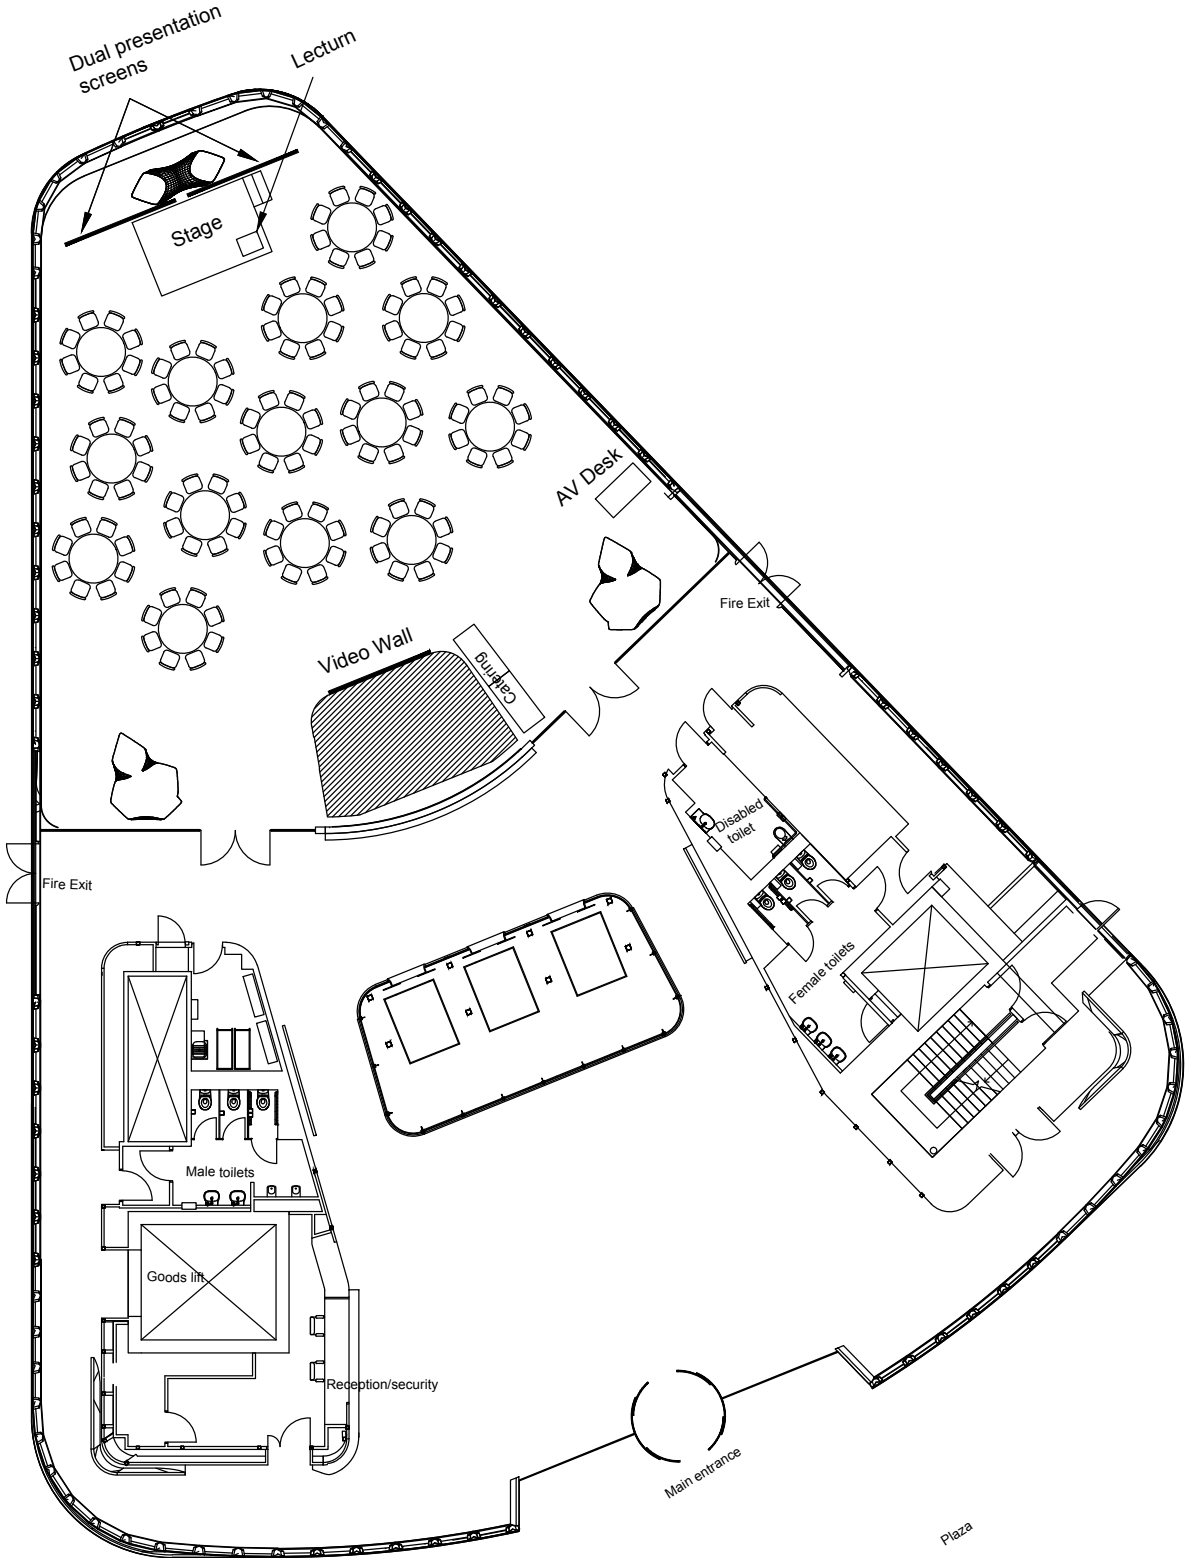 Dual presentation
screens
Lecturn
Stage
AV Desk
Fire Exit
Video Wall
Catering
Disabled
toilet
Fire Exit
Female toilets
Male toilets
Goods lift
Reception/security
Main entrance
Plaza